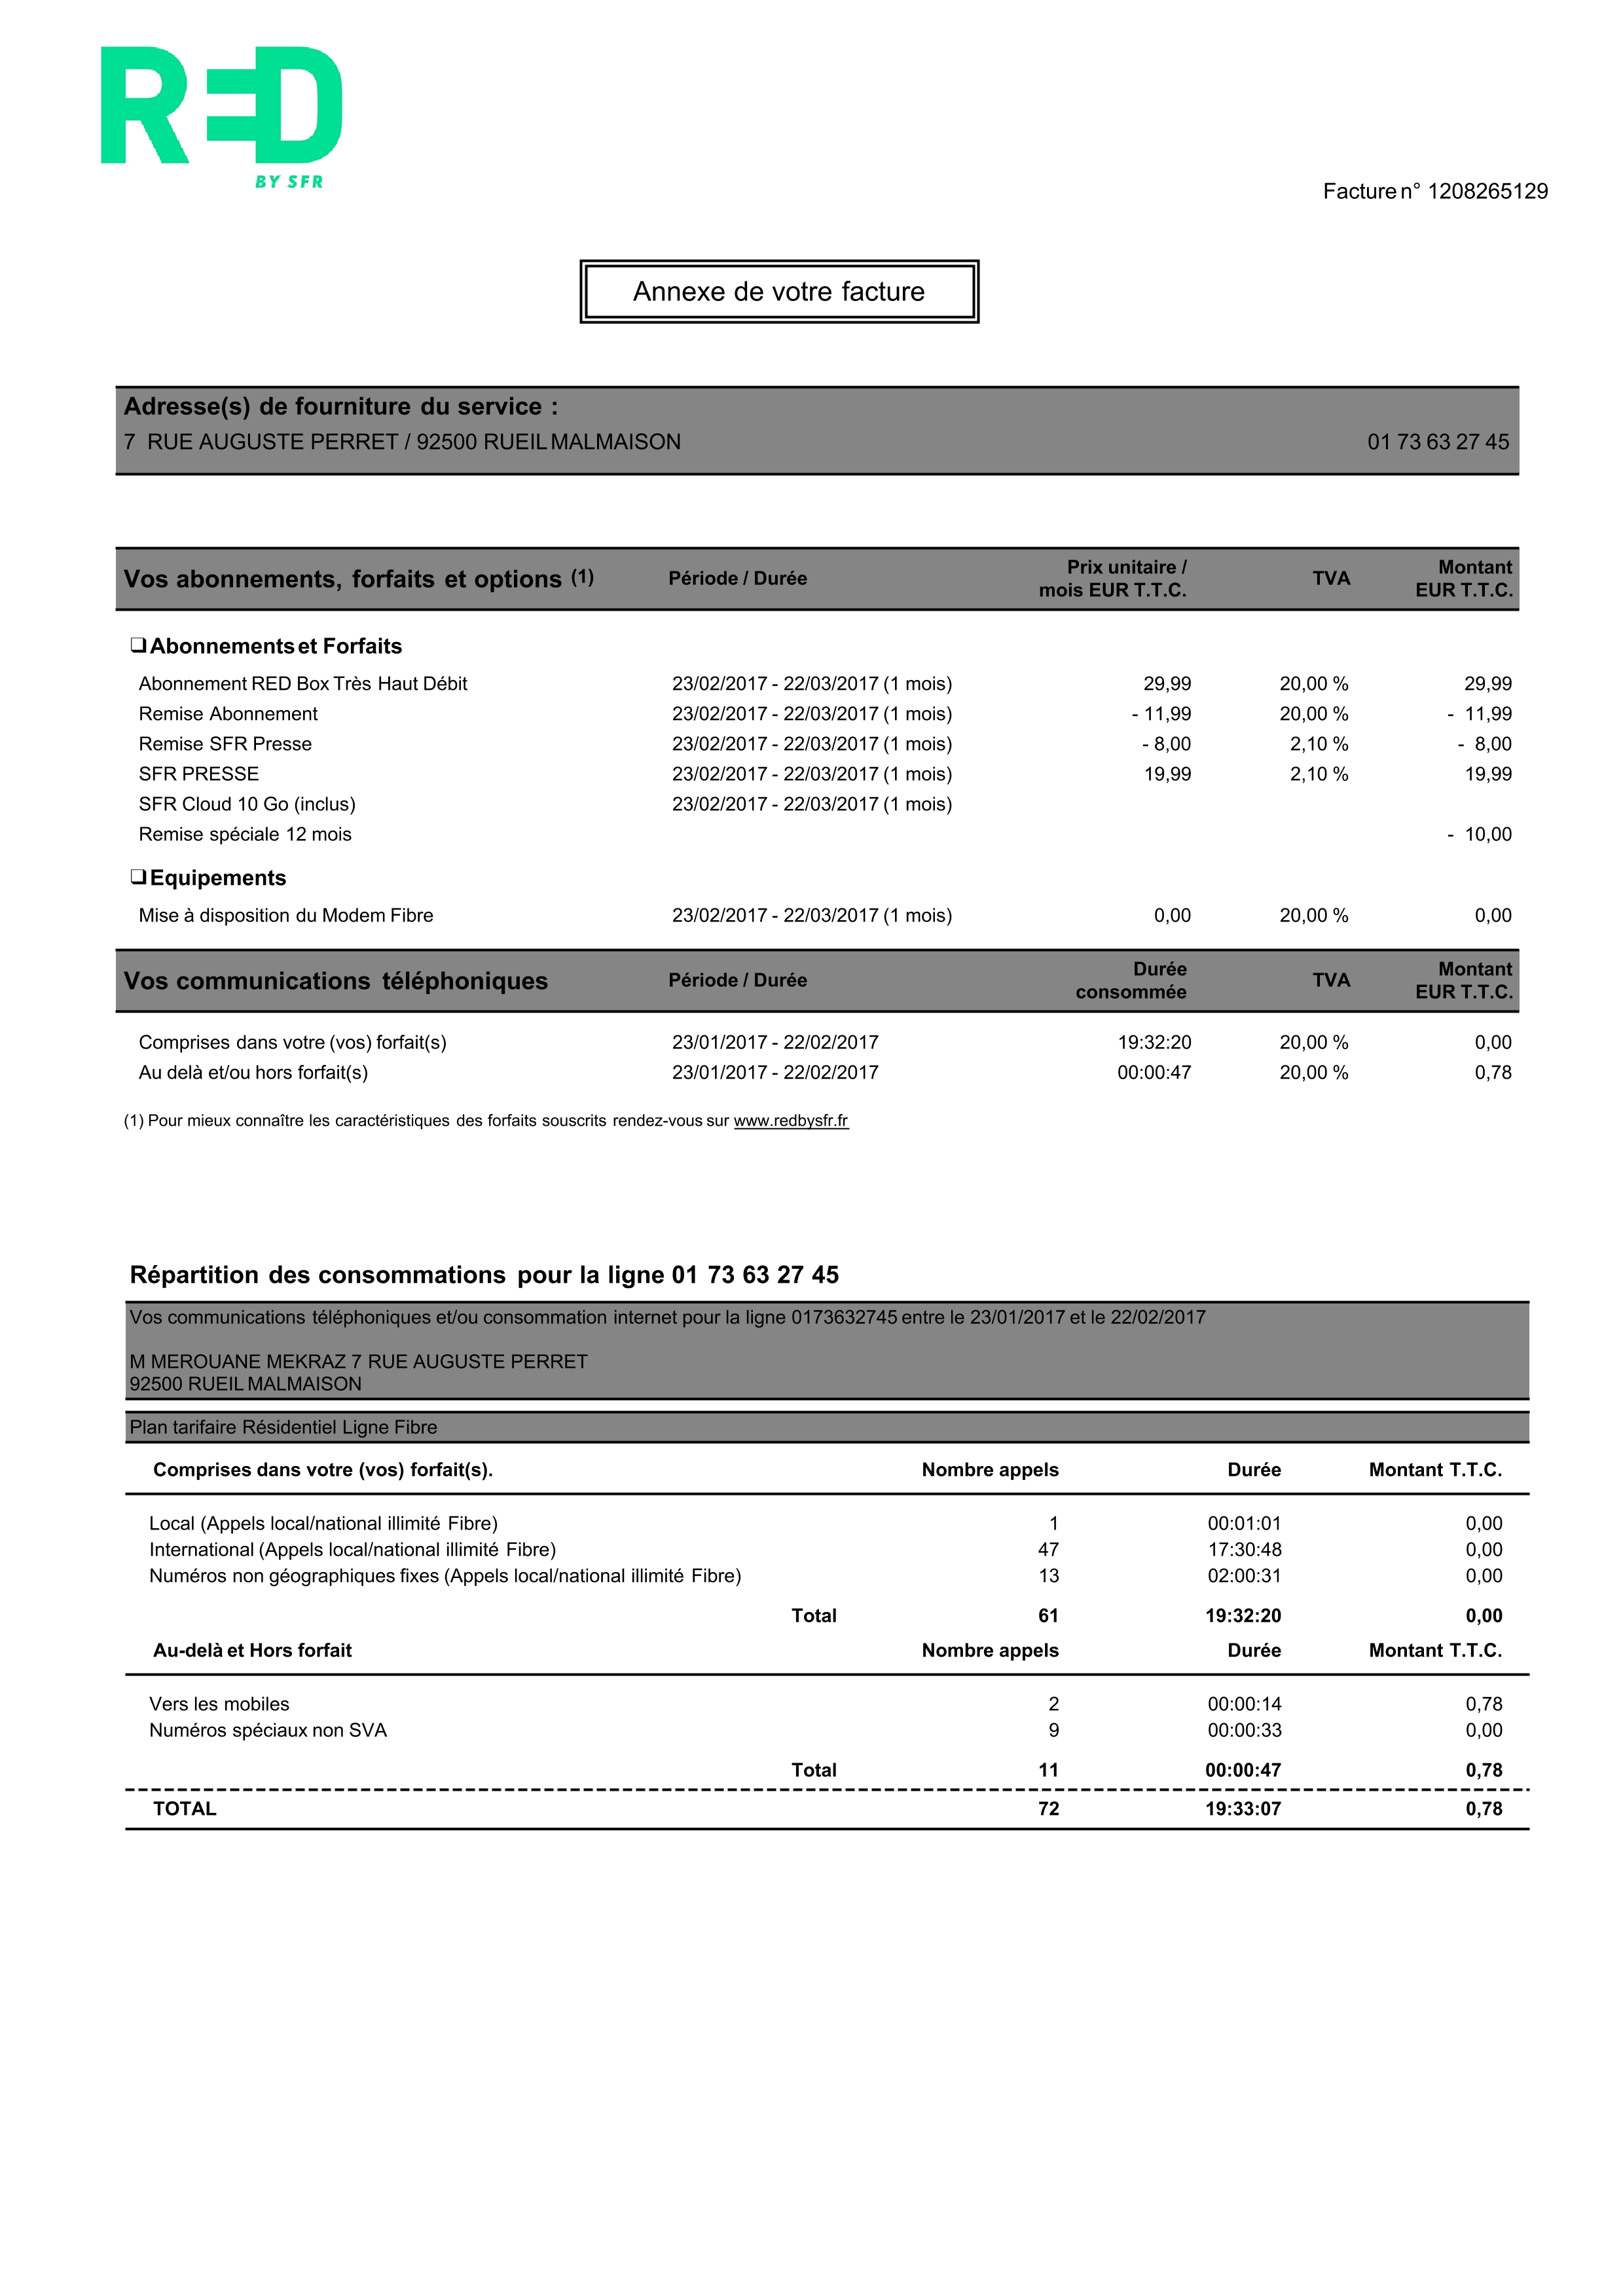 RED
BY SFR
Facture n° 1208265129
Annexe de votre facture
Adresse(s) de fourniture du service :
7 RUE AUGUSTE PERRET / 92500 RUEIL MALMAISON 01 73 63 27 45
Vos abonnements, forfaits et options (1) Période / Durée Prix unitaire / mois EUR T.T.C. TVA Montant EUR T.T.C.
❑ Abonnements et Forfaits
Abonnement RED Box Très Haut Débit 23/02/2017 - 22/03/2017 (1 mois) 29,99 20,00 % 29,99
Remise Abonnement 23/02/2017 - 22/03/2017 (1 mois) - 11,99 20,00 % - 11,99
Remise SFR Presse 23/02/2017 - 22/03/2017 (1 mois) - 8,00 2,10 % - 8,00
SFR PRESSE 23/02/2017 - 22/03/2017 (1 mois) 19,99 2,10 % 19,99
SFR Cloud 10 Go (inclus) 23/02/2017 - 22/03/2017 (1 mois)
Remise spéciale 12 mois - 10,00
❑ Equipements
Mise à disposition du Modem Fibre 23/02/2017 - 22/03/2017 (1 mois) 0,00 20,00 % 0,00
Vos communications téléphoniques Période / Durée Durée consommée TVA Montant EUR T.T.C.
Comprises dans votre (vos) forfait(s) 23/01/2017 - 22/02/2017 19:32:20 20,00 % 0,00
Au delà et/ou hors forfait(s) 23/01/2017 - 22/02/2017 00:00:47 20,00 % 0,78
(1) Pour mieux connaître les caractéristiques des forfaits souscrits rendez-vous sur www.redbysfr.fr
Répartition des consommations pour la ligne 01 73 63 27 45
Vos communications téléphoniques et/ou consommation internet pour la ligne 0173632745 entre le 23/01/2017 et le 22/02/2017
M MEROUANE MEKRAZ 7 RUE AUGUSTE PERRET
92500 RUEIL MALMAISON
Plan tarifaire Résidentiel Ligne Fibre
Comprises dans votre (vos) forfait(s). Nombre appels Durée Montant T.T.C.
Local (Appels local/national illimité Fibre) 1 00:01:01 0,00
International (Appels local/national illimité Fibre) 47 17:30:48 0,00
Numéros non géographiques fixes (Appels local/national illimité Fibre) 13 02:00:31 0,00
Total 61 19:32:20 0,00
Au-delà et Hors forfait Nombre appels Durée Montant T.T.C.
Vers les mobiles 2 00:00:14 0,78
Numéros spéciaux non SVA 9 00:00:33 0,00
Total 11 00:00:47 0,78
TOTAL 72 19:33:07 0,78